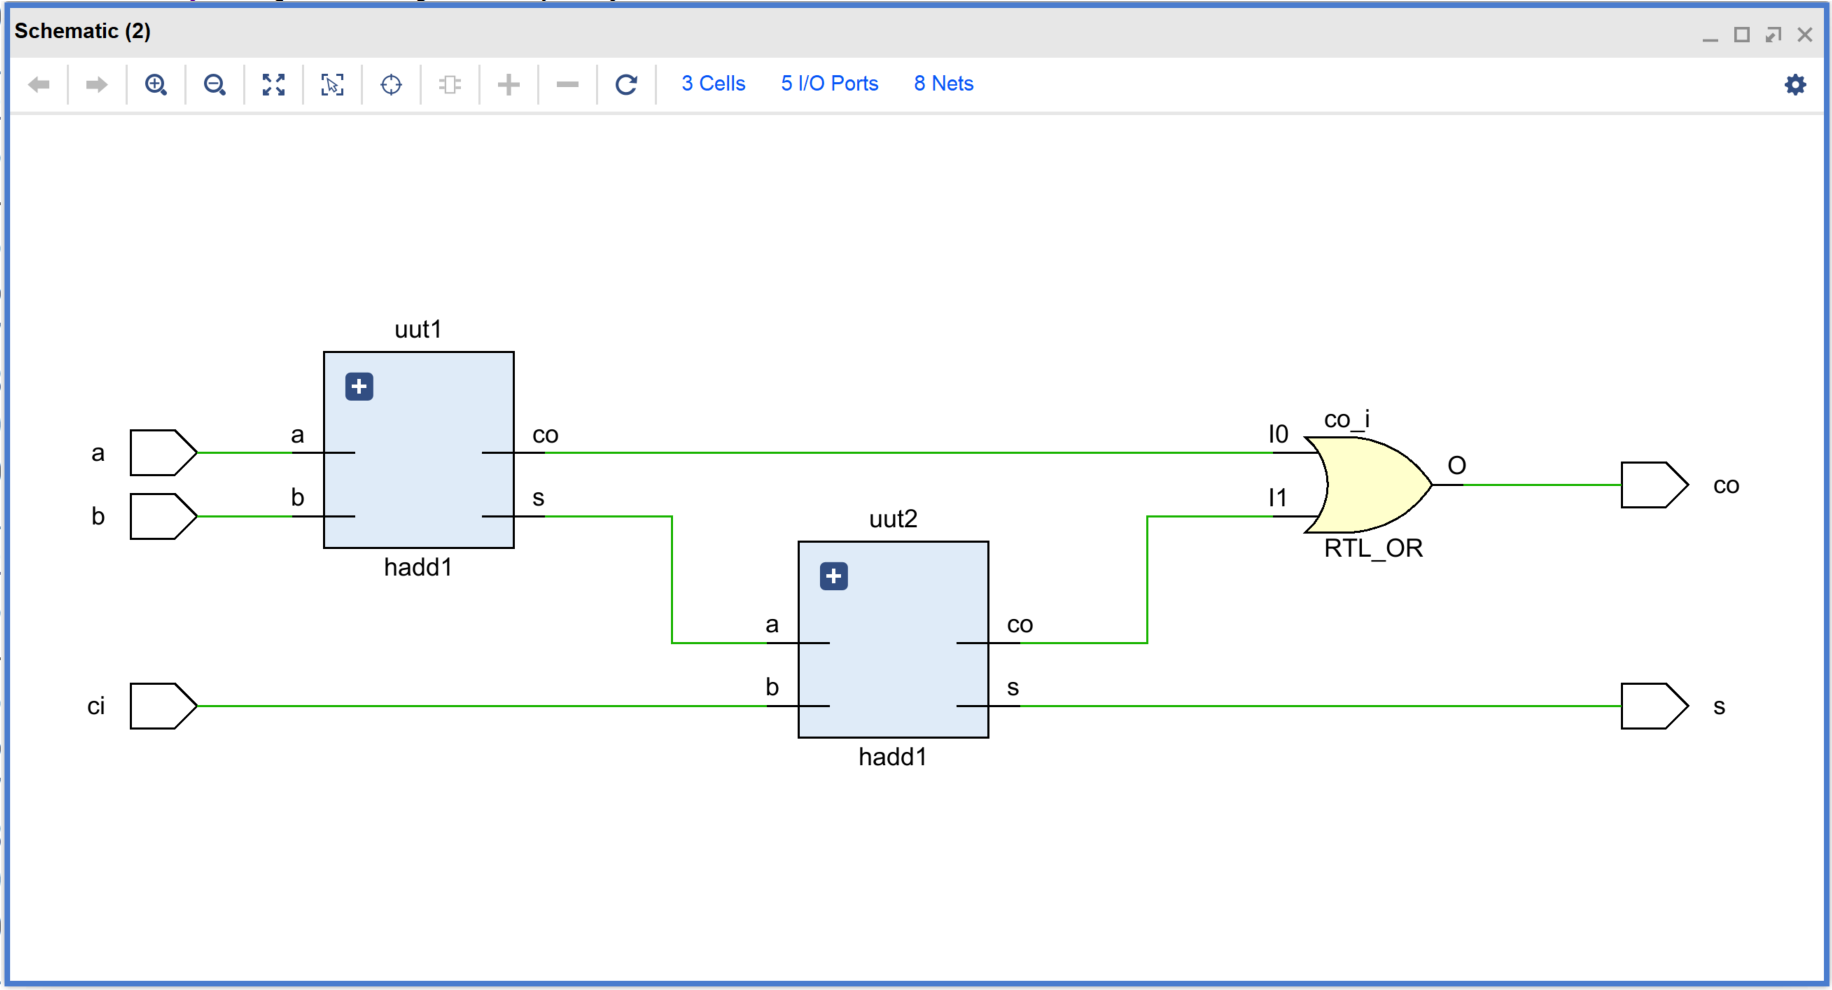 Schematic (2)
3 Cells 5 I/O Ports 8 Nets
uut1
a a co I0 co_i
b b s I1 O co
hadd1 uut2 RTL_OR
a co
ci b s s
hadd1